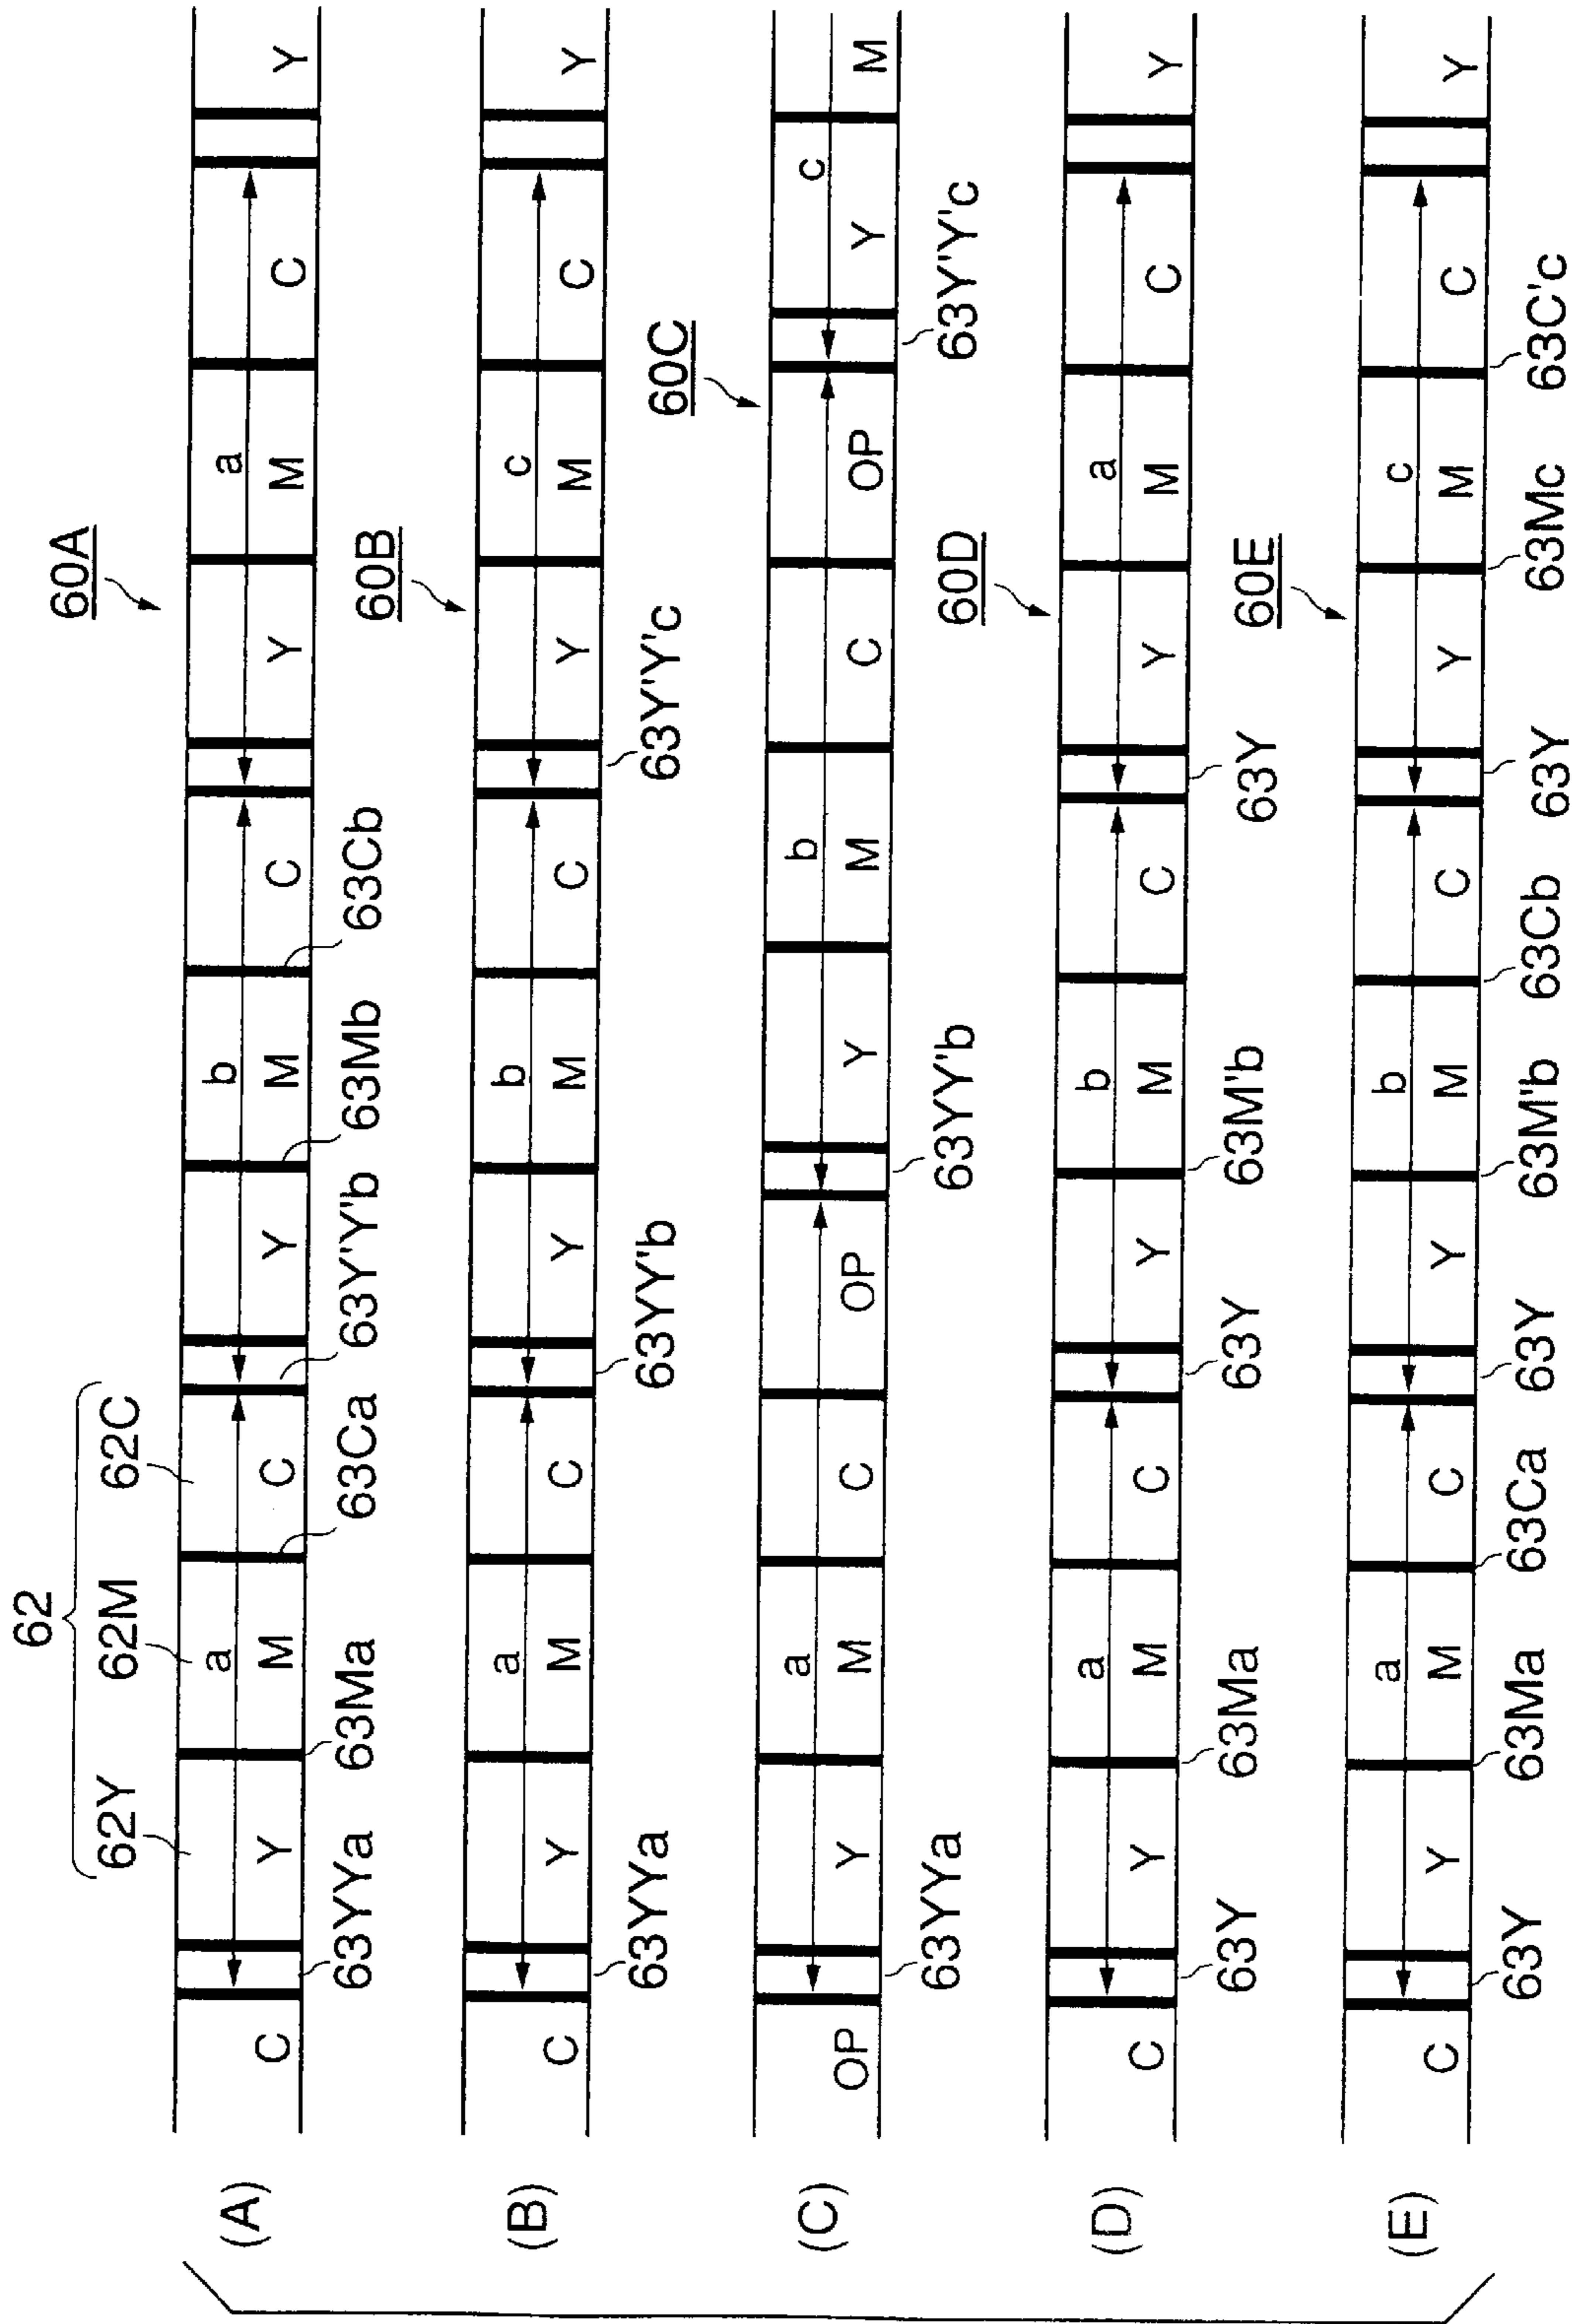 62
62Y 62M 62C
60A
(A)
C Y a M C Y b M C Y a M C Y
63YYa 63Ma 63Ca 63Y'Y'b 63Mb 63Cb
60B
(B)
C Y a M C Y b M C Y c M C Y
63YYa 63YY'b 63Y'Y'c
60C
(C)
OP Y a M C OP Y b M C OP Y c M
63YYa 63YY'b 63Y'Y'c
60D
(D)
C Y a M C Y b M C Y a M C Y
63Y 63Ma 63Y 63M'b 63Y
60E
(E)
C Y a M C Y b M C Y c M C Y
63Y 63Ma 63Ca 63Y 63M'b 63Cb 63Y 63Mc 63C'c